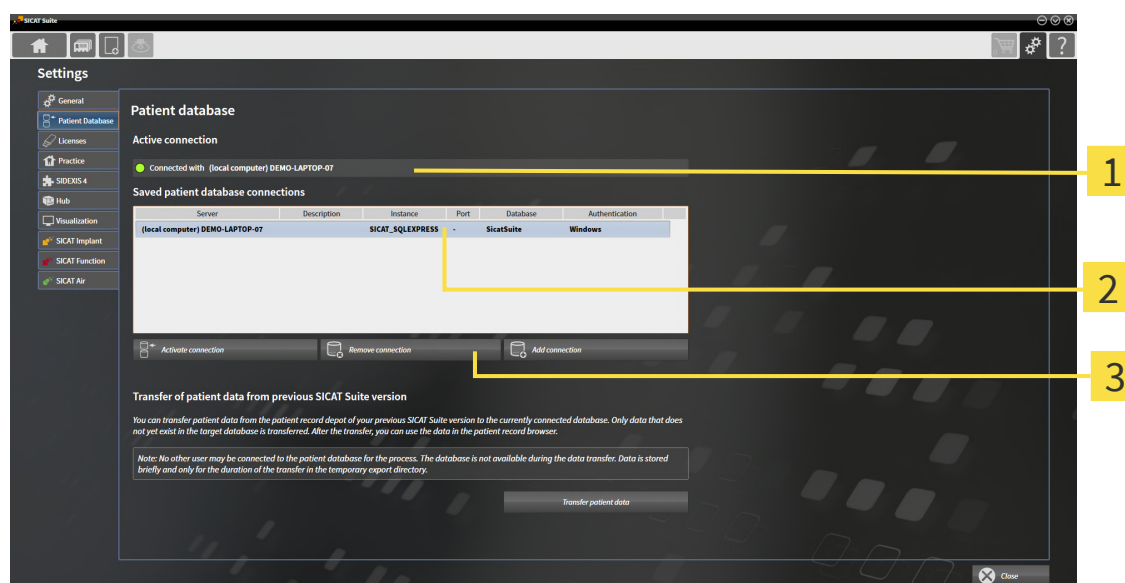 SICAT Suite
Settings
General
Patient Database
Licenses
Practice
SIDEXIS 4
Hub
Visualization
SICAT Implant
SICAT Function
SICAT Air
Patient database
Active connection
Connected with (local computer) DEMO-LAPTOP-07
Saved patient database connections
Server Description Instance Port Database Authentication
(local computer) DEMO-LAPTOP-07 SICAT_SQLEXPRESS - SicatSuite Windows
Activate connection Remove connection Add connection
Transfer of patient data from previous SICAT Suite version
You can transfer patient data from the patient record depot of your previous SICAT Suite version to the currently connected database. Only data that does
not yet exist in the target database is transferred. After the transfer, you can use the data in the patient record browser.
Note: No other user may be connected to the patient database for the process. The database is not available during the data transfer. Data is stored
briefly and only for the duration of the transfer in the temporary export directory.
Transfer patient data
Close
1
2
3